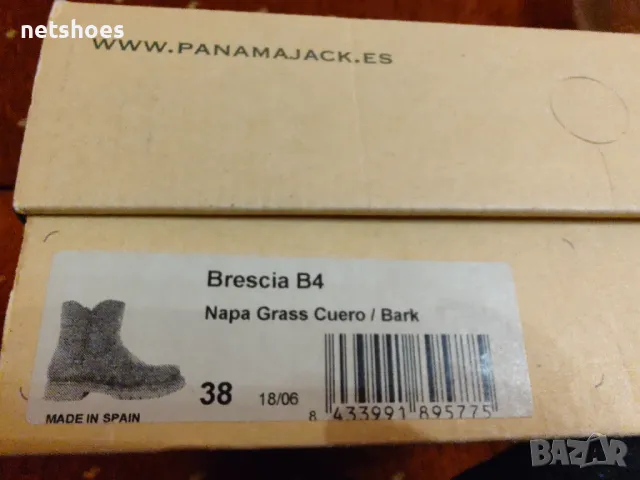 netshoes
WWW.PANAMAJACK.ES
Brescia B4
Napa Grass Cuero / Bark
38 18/06
8 433991 895775
MADE IN SPAIN
BAZAR